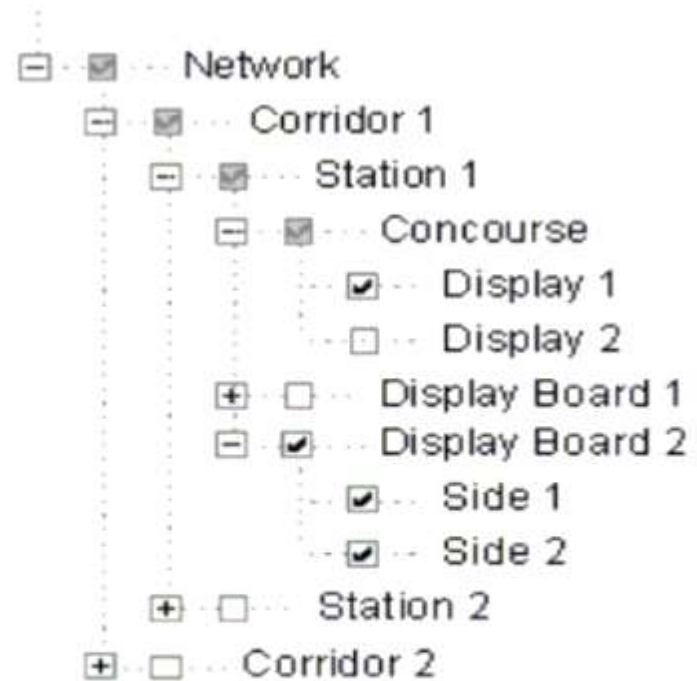 Network
Corridor 1
Station 1
Concourse
Display 1
Display 2
Display Board 1
Display Board 2
Side 1
Side 2
Station 2
Corridor 2